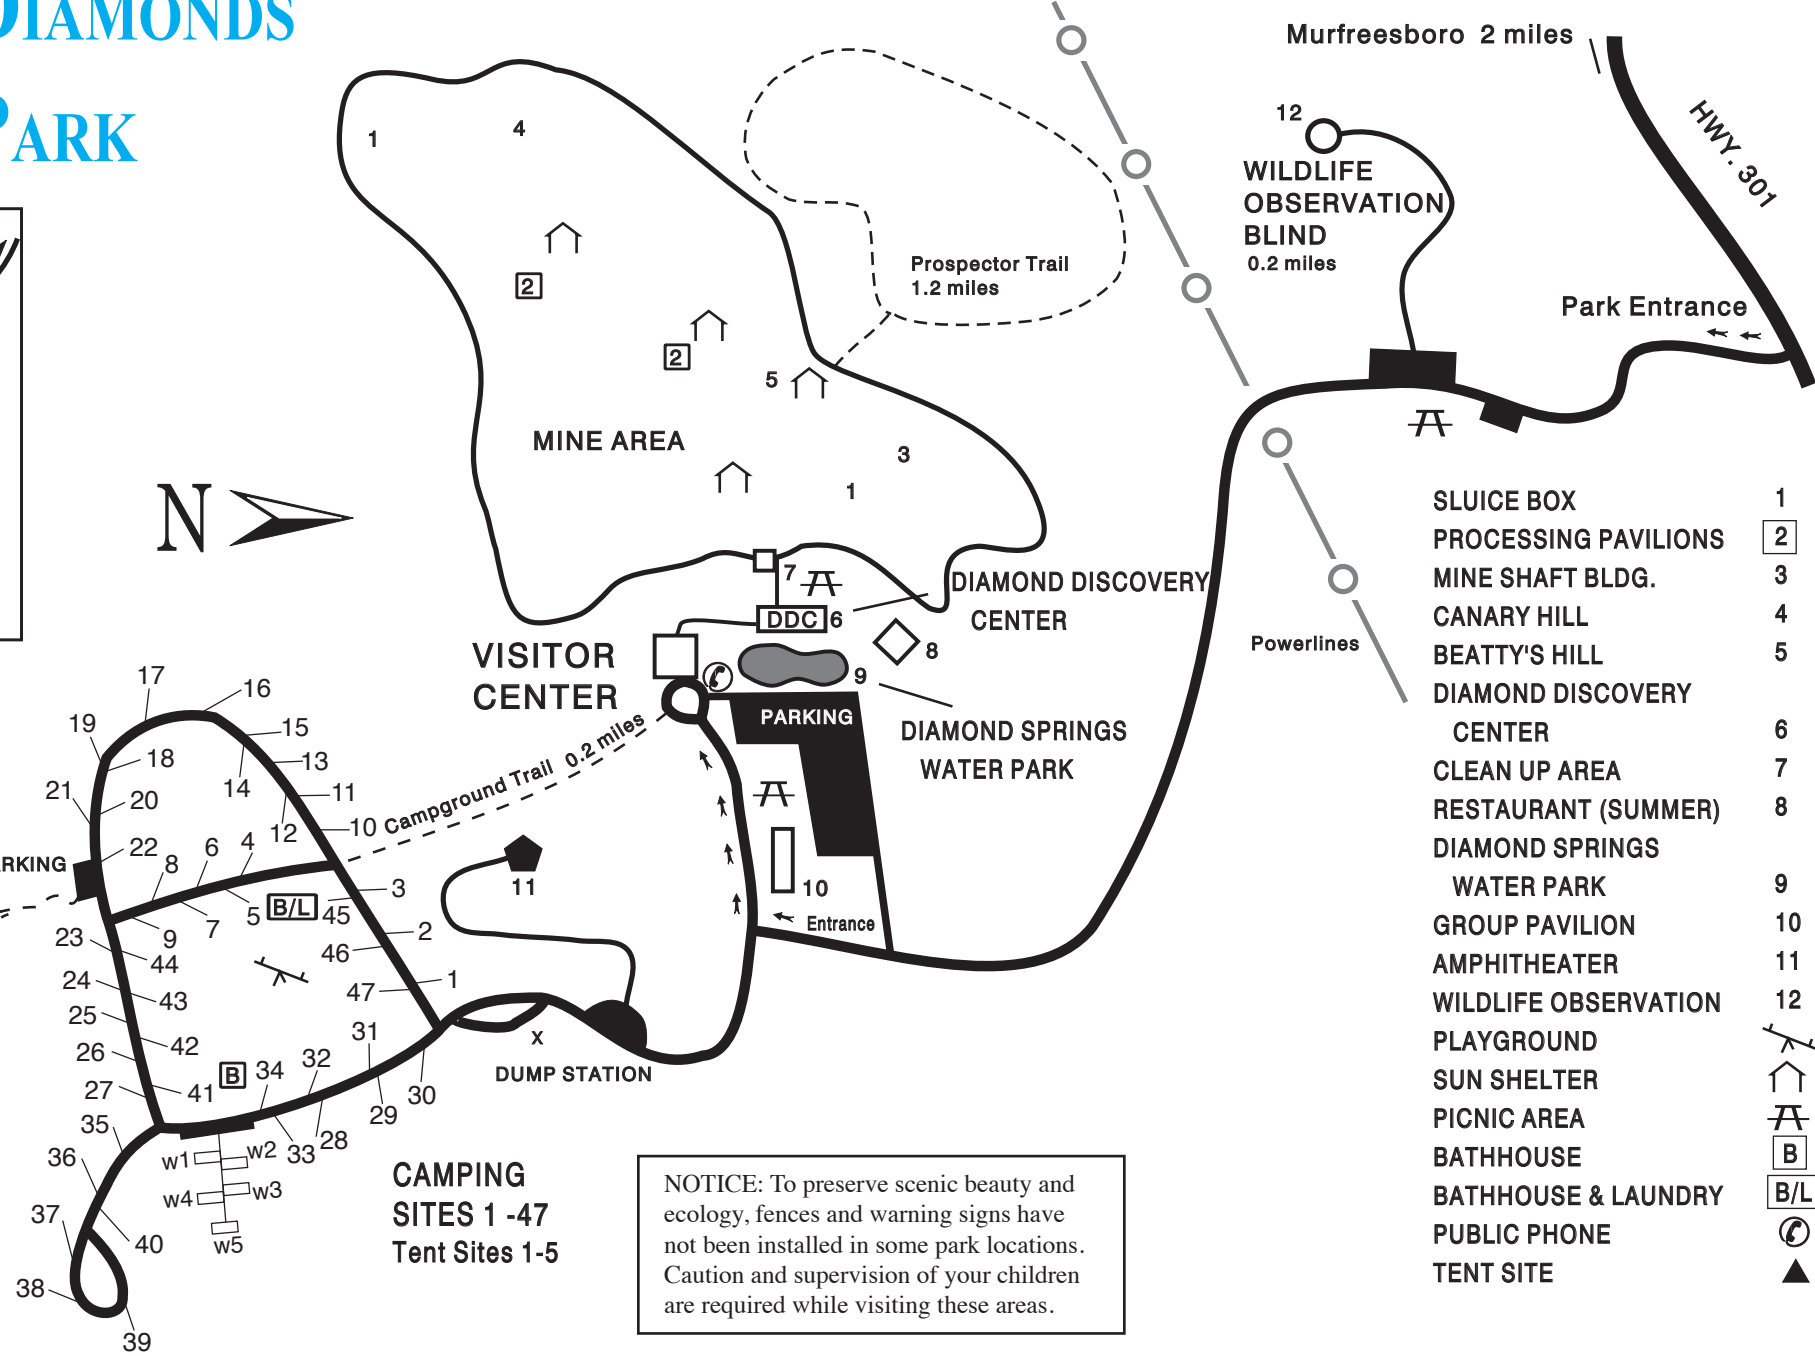 DIAMONDS
PARK
Murfreesboro 2 miles
HWY. 301
12
WILDLIFE
OBSERVATION
BLIND
0.2 miles
Park Entrance
1
4
2
2
5
3
1
MINE AREA
Prospector Trail
1.2 miles
N
7
DDC 6
DIAMOND DISCOVERY
CENTER
8
9
VISITOR
CENTER
PARKING
DIAMOND SPRINGS
WATER PARK
Powerlines
Campground Trail 0.2 miles
11
10
Entrance
17
16
19
15
18
13
21
14
11
20
12
10
22
6
4
8
RKING
3
5
B/L
45
7
9
2
23
46
44
1
24
47
43
25
31
42
26
32
B
34
27
41
30
29
35
28
33
36
w1
w2
w4
w3
37
40
w5
38
39
x
DUMP STATION
CAMPING
SITES 1 -47
Tent Sites 1-5
NOTICE: To preserve scenic beauty and
ecology, fences and warning signs have
not been installed in some park locations.
Caution and supervision of your children
are required while visiting these areas.
SLUICE BOX 1
PROCESSING PAVILIONS 2
MINE SHAFT BLDG. 3
CANARY HILL 4
BEATTY'S HILL 5
DIAMOND DISCOVERY
CENTER 6
CLEAN UP AREA 7
RESTAURANT (SUMMER) 8
DIAMOND SPRINGS
WATER PARK 9
GROUP PAVILION 10
AMPHITHEATER 11
WILDLIFE OBSERVATION 12
PLAYGROUND
SUN SHELTER
PICNIC AREA
BATHHOUSE B
BATHHOUSE & LAUNDRY B/L
PUBLIC PHONE
TENT SITE